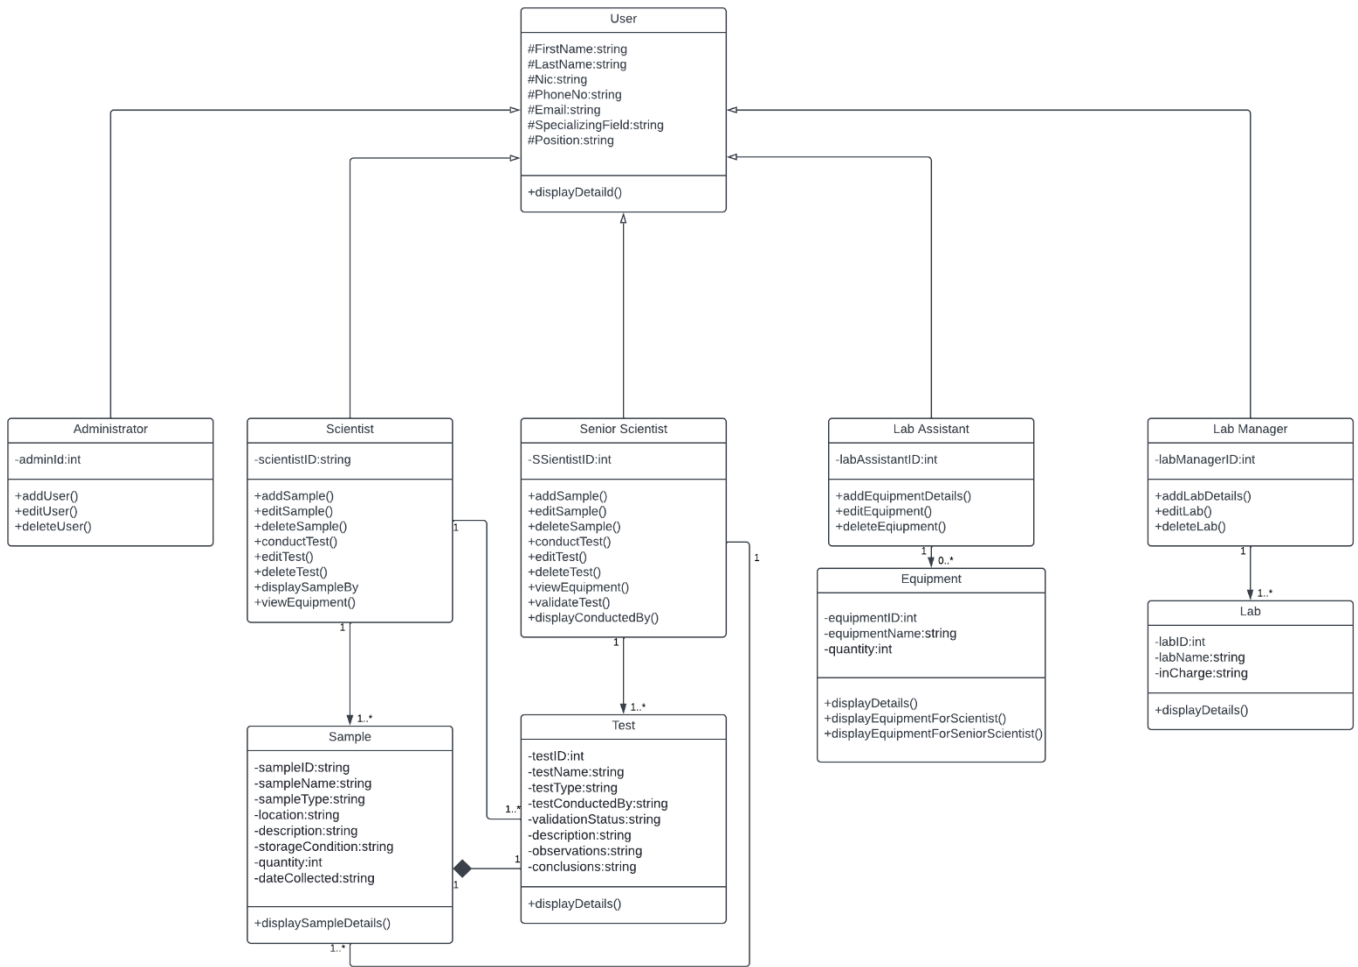 User
#FirstName:string
#LastName:string
#Nic:string
#PhoneNo:string
#Email:string
#SpecializingField:string
#Position:string
+displayDetaild()
Administrator
-adminId:int
+addUser()
+editUser()
+deleteUser()
Scientist
-scientistID:string
+addSample()
+editSample()
+deleteSample()
+conductTest()
+editTest()
+deleteTest()
+displaySampleBy
+viewEquipment()
1
1
Senior Scientist
-SSientistID:int
+addSample()
+editSample()
+deleteSample()
+conductTest()
+editTest()
+deleteTest()
+viewEquipment()
+validateTest()
+displayConductedBy()
1
1
Lab Assistant
-labAssistantID:int
+addEquipmentDetails()
+editEquipment()
+deleteEqiupment()
1
0..*
Lab Manager
-labManagerID:int
+addLabDetails()
+editLab()
+deleteLab()
1
1..*
Equipment
-equipmentID:int
-equipmentName:string
-quantity:int
+displayDetails()
+displayEquipmentForScientist()
+displayEquipmentForSeniorScientist()
Lab
-labID:int
-labName:string
-inCharge:string
+displayDetails()
1..*
Sample
-sampleID:string
-sampleName:string
-sampleType:string
-location:string
-description:string
-storageCondition:string
-quantity:int
-dateCollected:string
+displaySampleDetails()
1
1..*
1..*
Test
-testID:int
-testName:string
-testType:string
-testConductedBy:string
-validationStatus:string
-description:string
-observations:string
-conclusions:string
+displayDetails()
1..*
1